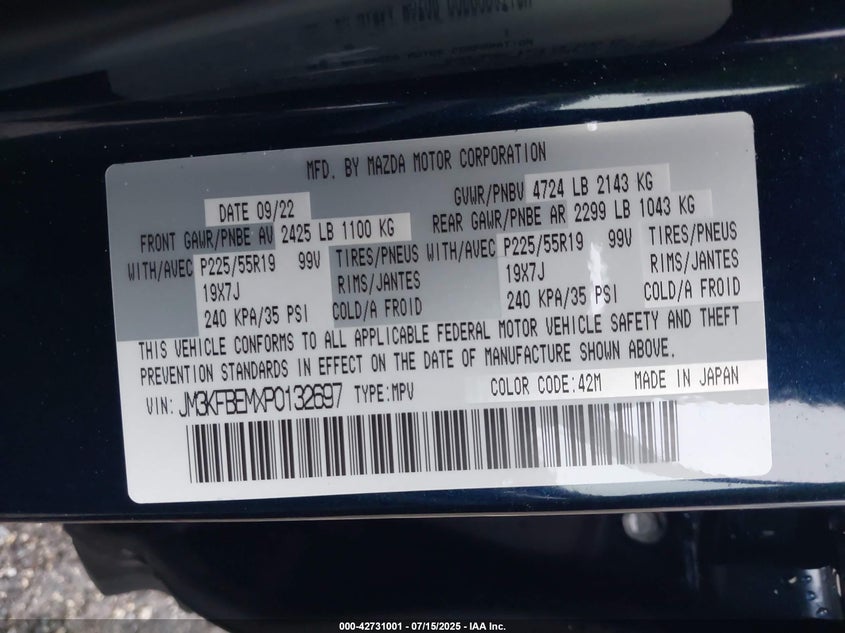 MFD. BY MAZDA MOTOR CORPORATION
DATE 09/22
GVWR/PNBV 4724 LB 2143 KG
FRONT GAWR/PNBE AV 2425 LB 1100 KG
REAR GAWR/PNBE AR 2299 LB 1043 KG
WITH/AVEC P225/55R19 99V TIRES/PNEUS
19X7J RIMS/JANTES
240 KPA/35 PSI COLD/A FROID
WITH/AVEC P225/55R19 99V TIRES/PNEUS
19X7J RIMS/JANTES
240 KPA/35 PSI COLD/A FROID
THIS VEHICLE CONFORMS TO ALL APPLICABLE FEDERAL MOTOR VEHICLE SAFETY AND THEFT
PREVENTION STANDARDS IN EFFECT ON THE DATE OF MANUFACTURE SHOWN ABOVE.
VIN: JM3KFBEMXP0132697 TYPE:MPV COLOR CODE:42M MADE IN JAPAN
000-42731001 - 07/15/2025 - IAA Inc.